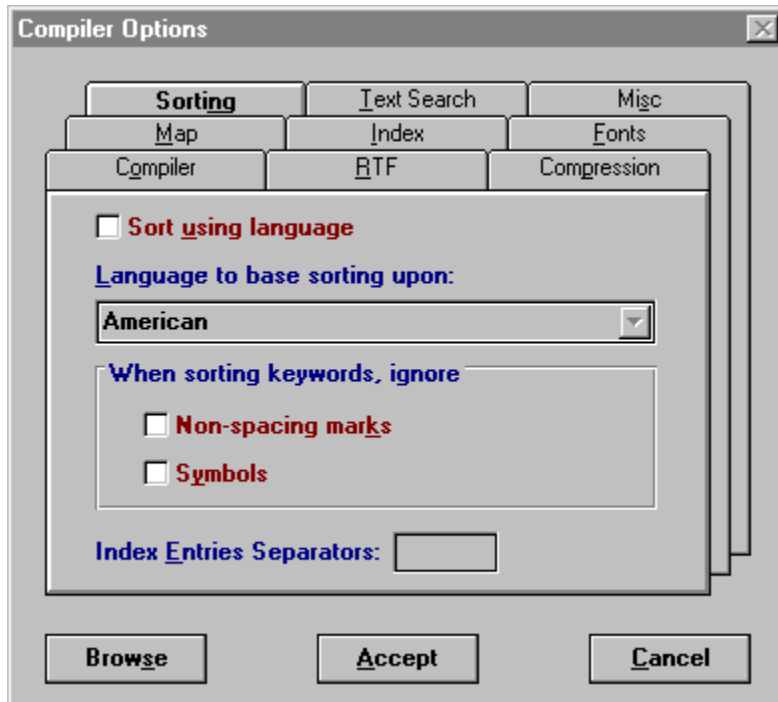 Compiler Options
Sorting Text Search Misc
Map Index Fonts
Compiler RTF Compression
Sort using language
Language to base sorting upon:
American
When sorting keywords, ignore
Non-spacing marks
Symbols
Index Entries Separators:
Browse Accept Cancel